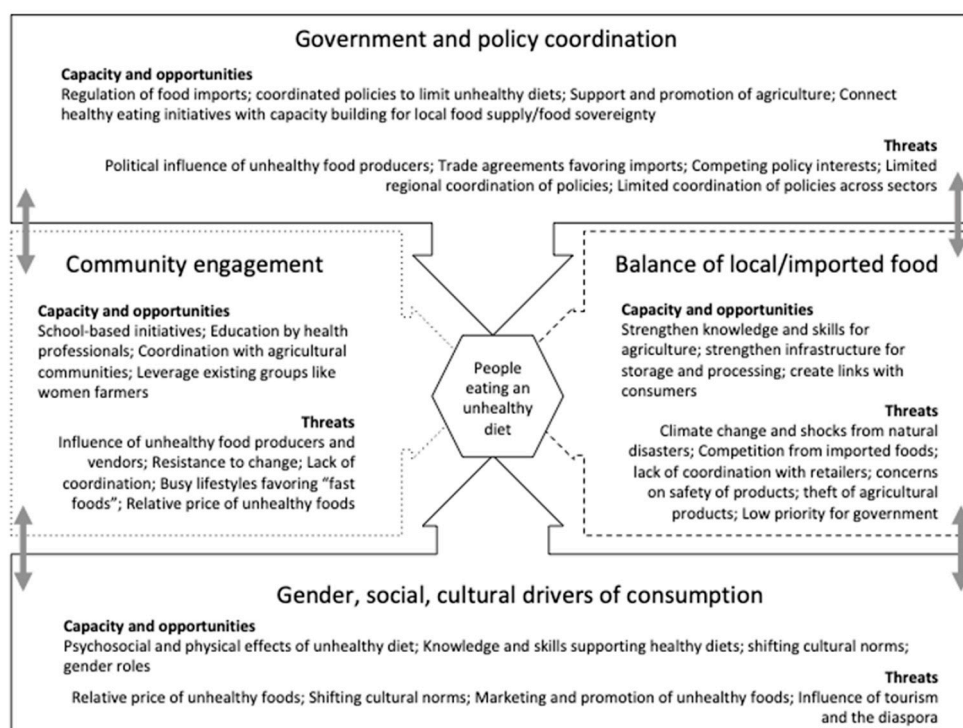 Government and policy coordination
Capacity and opportunities
Regulation of food imports; coordinated policies to limit unhealthy diets; Support and promotion of agriculture; Connect
healthy eating initiatives with capacity building for local food supply/food sovereignty
Threats
Political influence of unhealthy food producers; Trade agreements favoring imports; Competing policy interests; Limited
regional coordination of policies; Limited coordination of policies across sectors
Community engagement
Capacity and opportunities
School-based initiatives; Education by health
professionals; Coordination with agricultural
communities; Leverage existing groups like
women farmers
Threats
Influence of unhealthy food producers and
vendors; Resistance to change; Lack of
coordination; Busy lifestyles favoring “fast
foods”; Relative price of unhealthy foods
People
eating an
unhealthy
diet
Balance of local/imported food
Capacity and opportunities
Strengthen knowledge and skills for
agriculture; strengthen infrastructure for
storage and processing; create links with
consumers
Threats
Climate change and shocks from natural
disasters; Competition from imported foods;
lack of coordination with retailers; concerns
on safety of products; theft of agricultural
products; Low priority for government
Gender, social, cultural drivers of consumption
Capacity and opportunities
Psychosocial and physical effects of unhealthy diet; Knowledge and skills supporting healthy diets; shifting cultural norms;
gender roles
Threats
Relative price of unhealthy foods; Shifting cultural norms; Marketing and promotion of unhealthy foods; Influence of tourism
and the diaspora